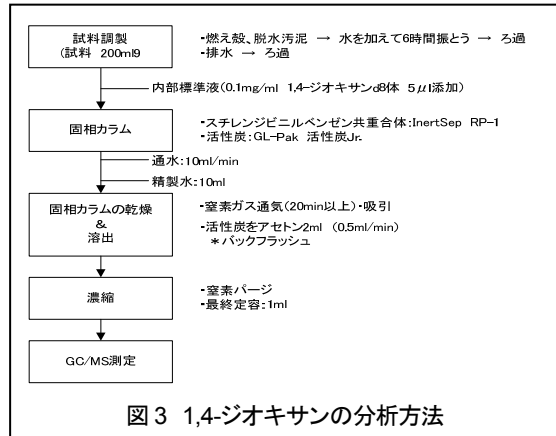 試料調製
(試料 200ml9
･燃え殻、脱水汚泥 → 水を加えて6時間振とう → ろ過
･排水 → ろ過
内部標準液(0.1mg/ml 1,4-ジオキサンd8体 5μl添加)
固相カラム
･スチレンジビニルベンゼン共重合体:InertSep RP-1
･活性炭:GL-Pak 活性炭Jr.
通水:10ml/min
精製水:10ml
固相カラムの乾燥
&
溶出
･窒素ガス通気(20min以上)･吸引
･活性炭をアセトン2ml (0.5ml/min)
＊バックフラッシュ
濃縮
･窒素パージ
･最終定容:1ml
GC/MS測定
図3 1,4-ジオキサンの分析方法